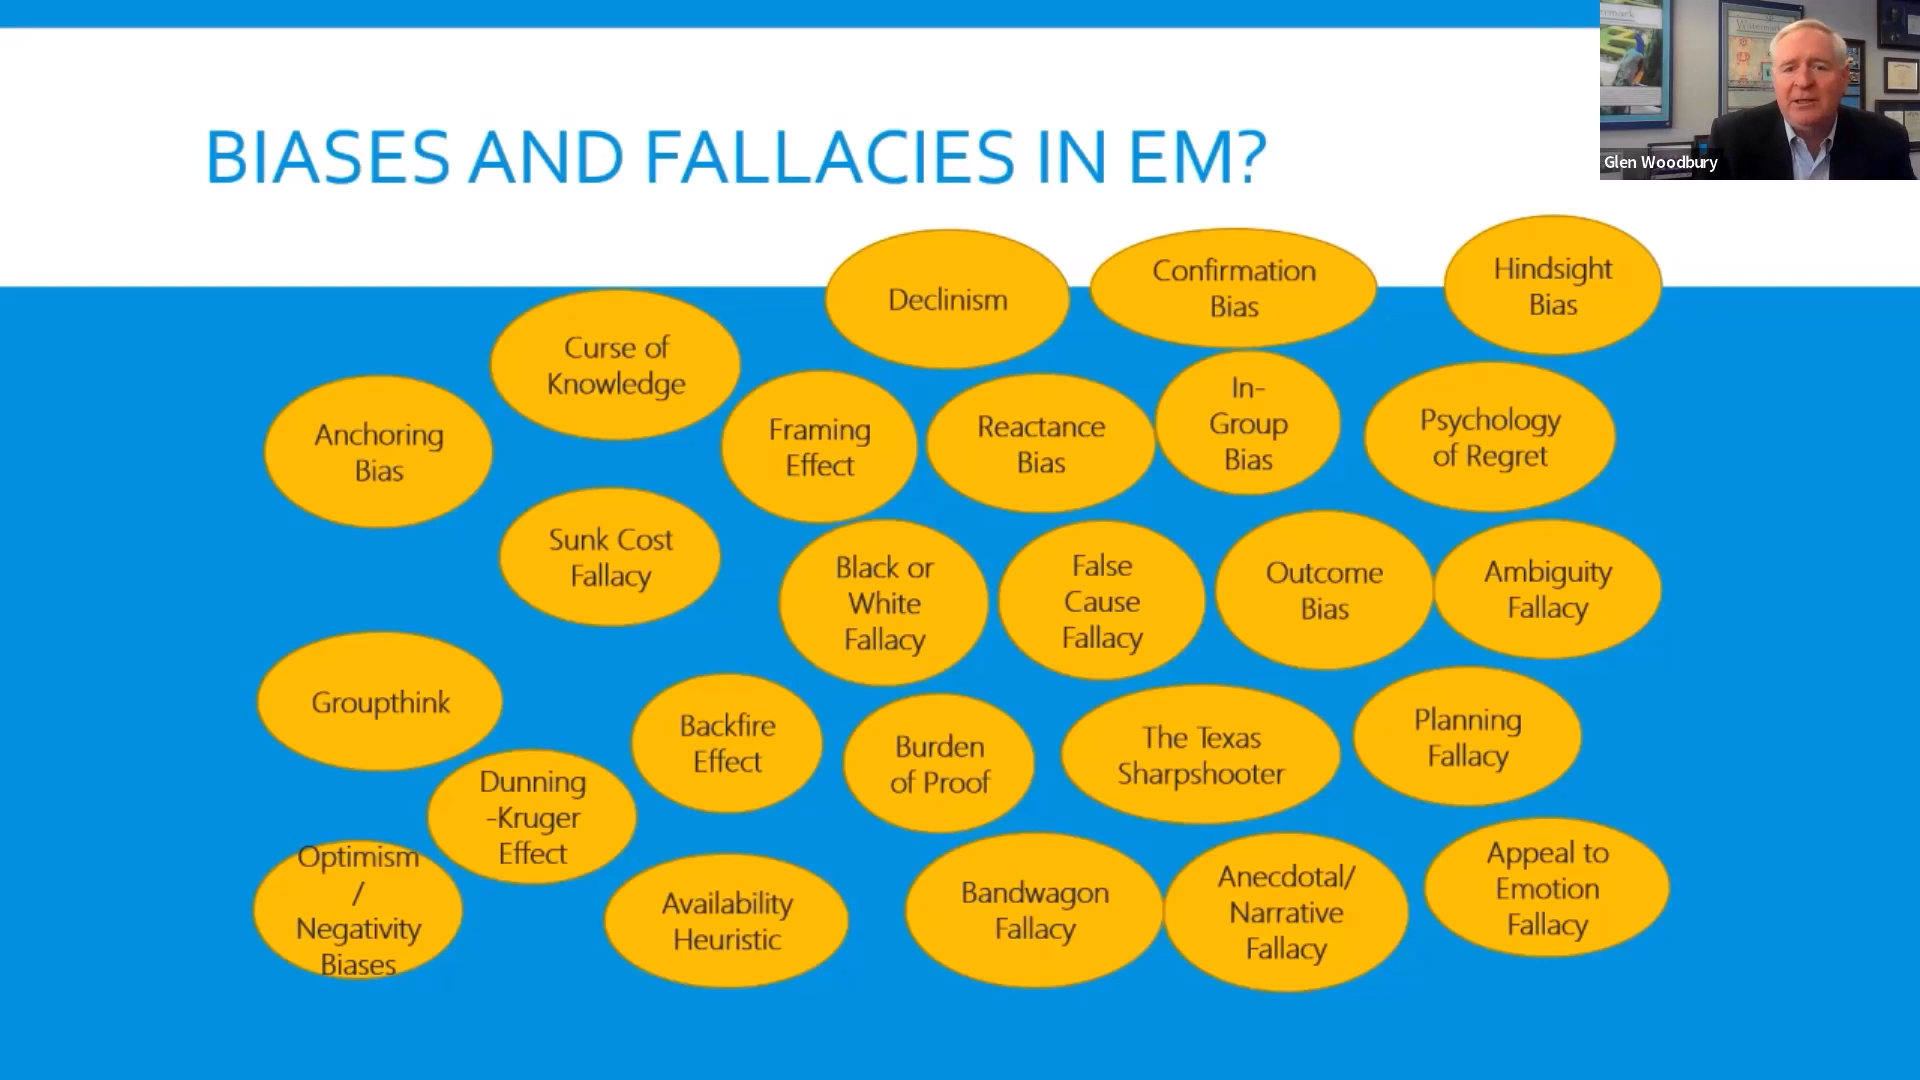 BIASES AND FALLACIES IN EM?
Glen Woodbury
Declinism
Confirmation
Bias
Hindsight
Bias
Curse of
Knowledge
Anchoring
Bias
Framing
Effect
Reactance
Bias
In-
Group
Bias
Psychology
of Regret
Sunk Cost
Fallacy
Black or
White
Fallacy
False
Cause
Fallacy
Outcome
Bias
Ambiguity
Fallacy
Groupthink
Backfire
Effect
Burden
of Proof
The Texas
Sharpshooter
Planning
Fallacy
Dunning
-Kruger
Effect
Optimism
/
Negativity
Biases
Availability
Heuristic
Bandwagon
Fallacy
Anecdotal/
Narrative
Fallacy
Appeal to
Emotion
Fallacy